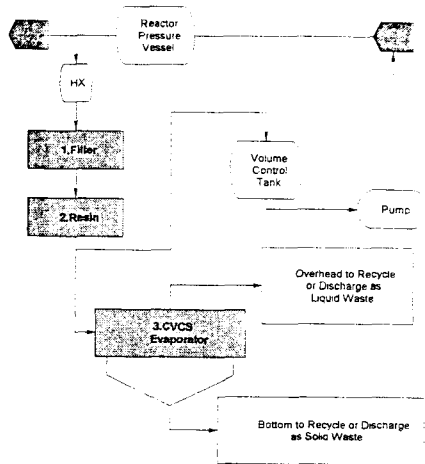 Reactor
Pressure
Vessel
HX
1.Filter
2.Resin
Volume
Control
Tank
Pump
Overhead to Recycle
or Discharge as
Liquid Waste
3.CVCS
Evaporator
Bottom to Recycle or Discharge
as Solid Waste